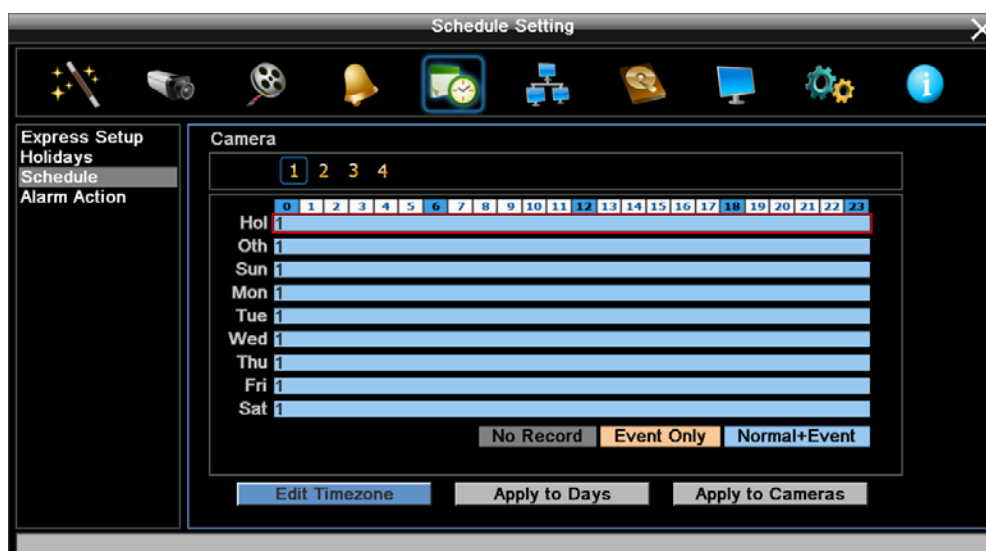 Schedule Setting
Express Setup
Holidays
Schedule
Alarm Action
Camera
1 2 3 4
0 1 2 3 4 5 6 7 8 9 10 11 12 13 14 15 16 17 18 19 20 21 22 23
Hol 1
Oth 1
Sun 1
Mon 1
Tue 1
Wed 1
Thu 1
Fri 1
Sat 1
No Record Event Only Normal+Event
Edit Timezone Apply to Days Apply to Cameras